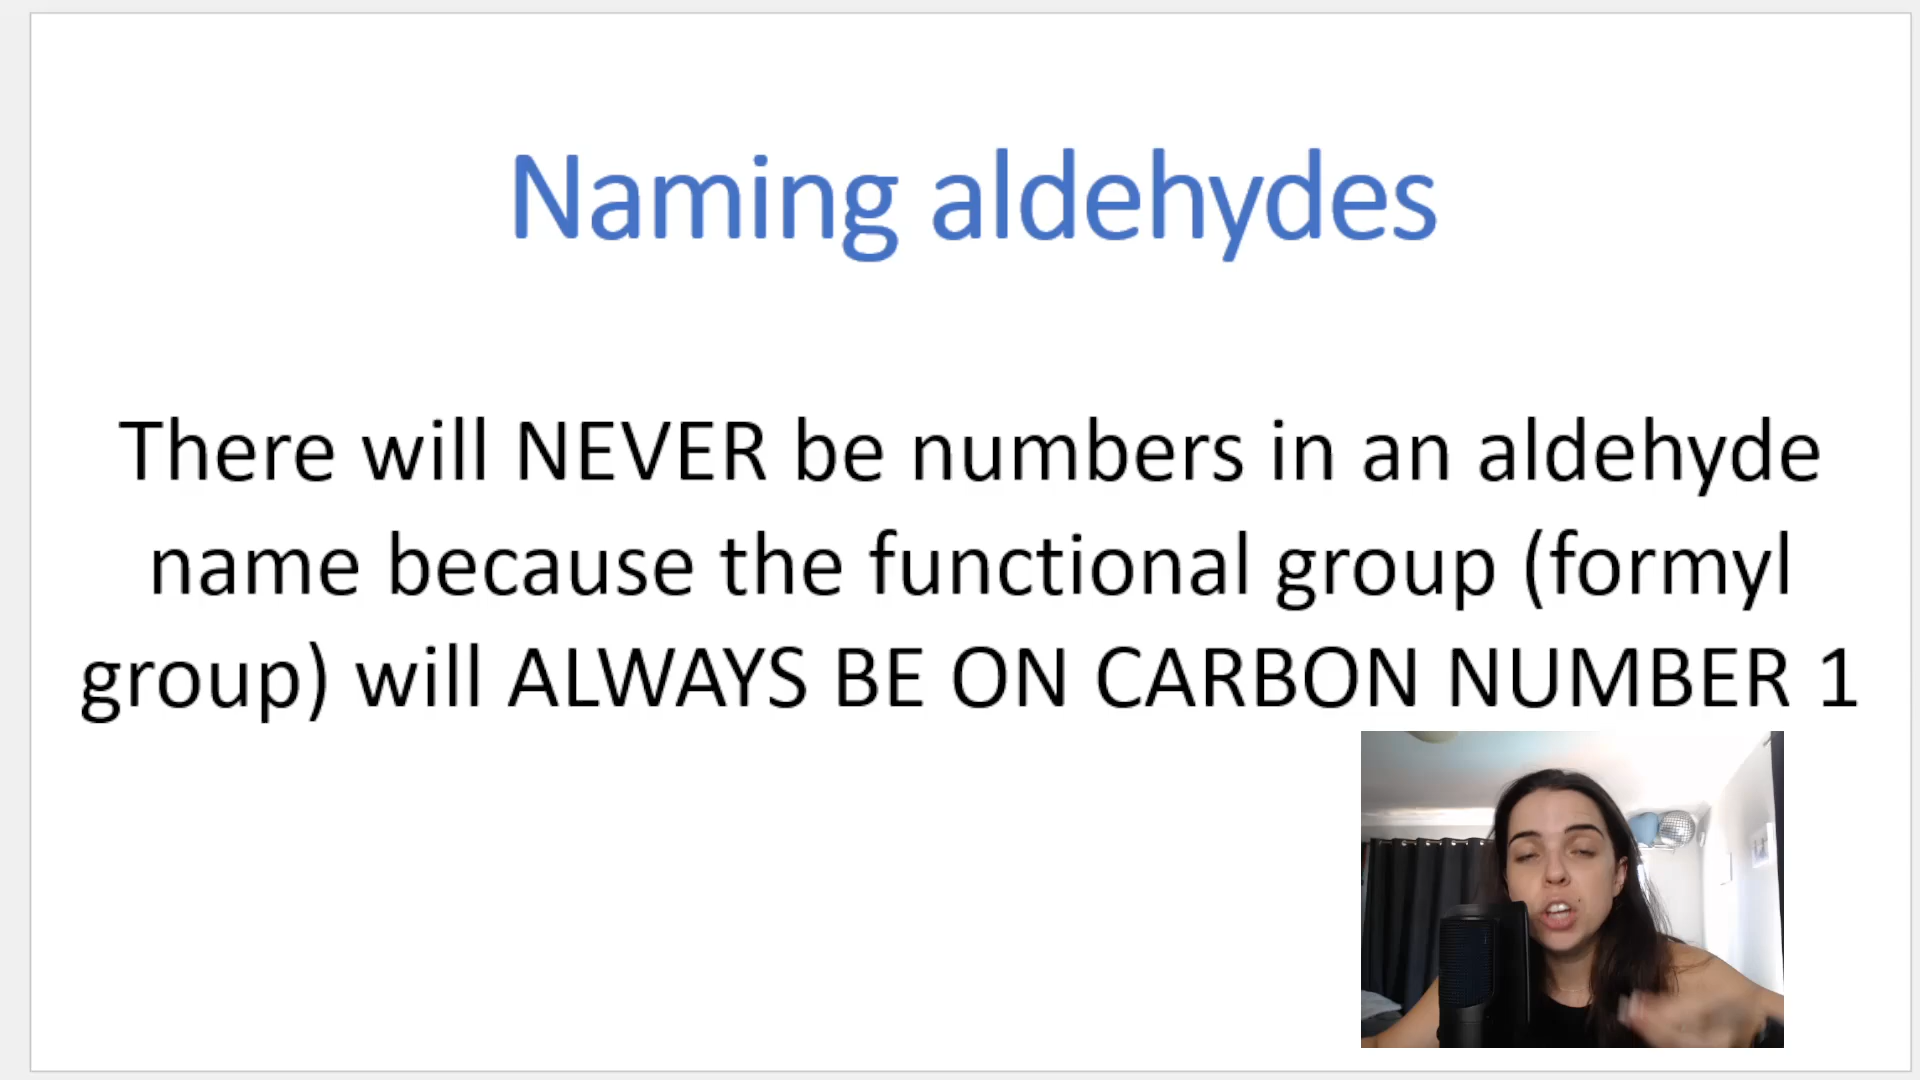 Naming aldehydes
There will NEVER be numbers in an aldehyde
name because the functional group (formyl
group) will ALWAYS BE ON CARBON NUMBER 1